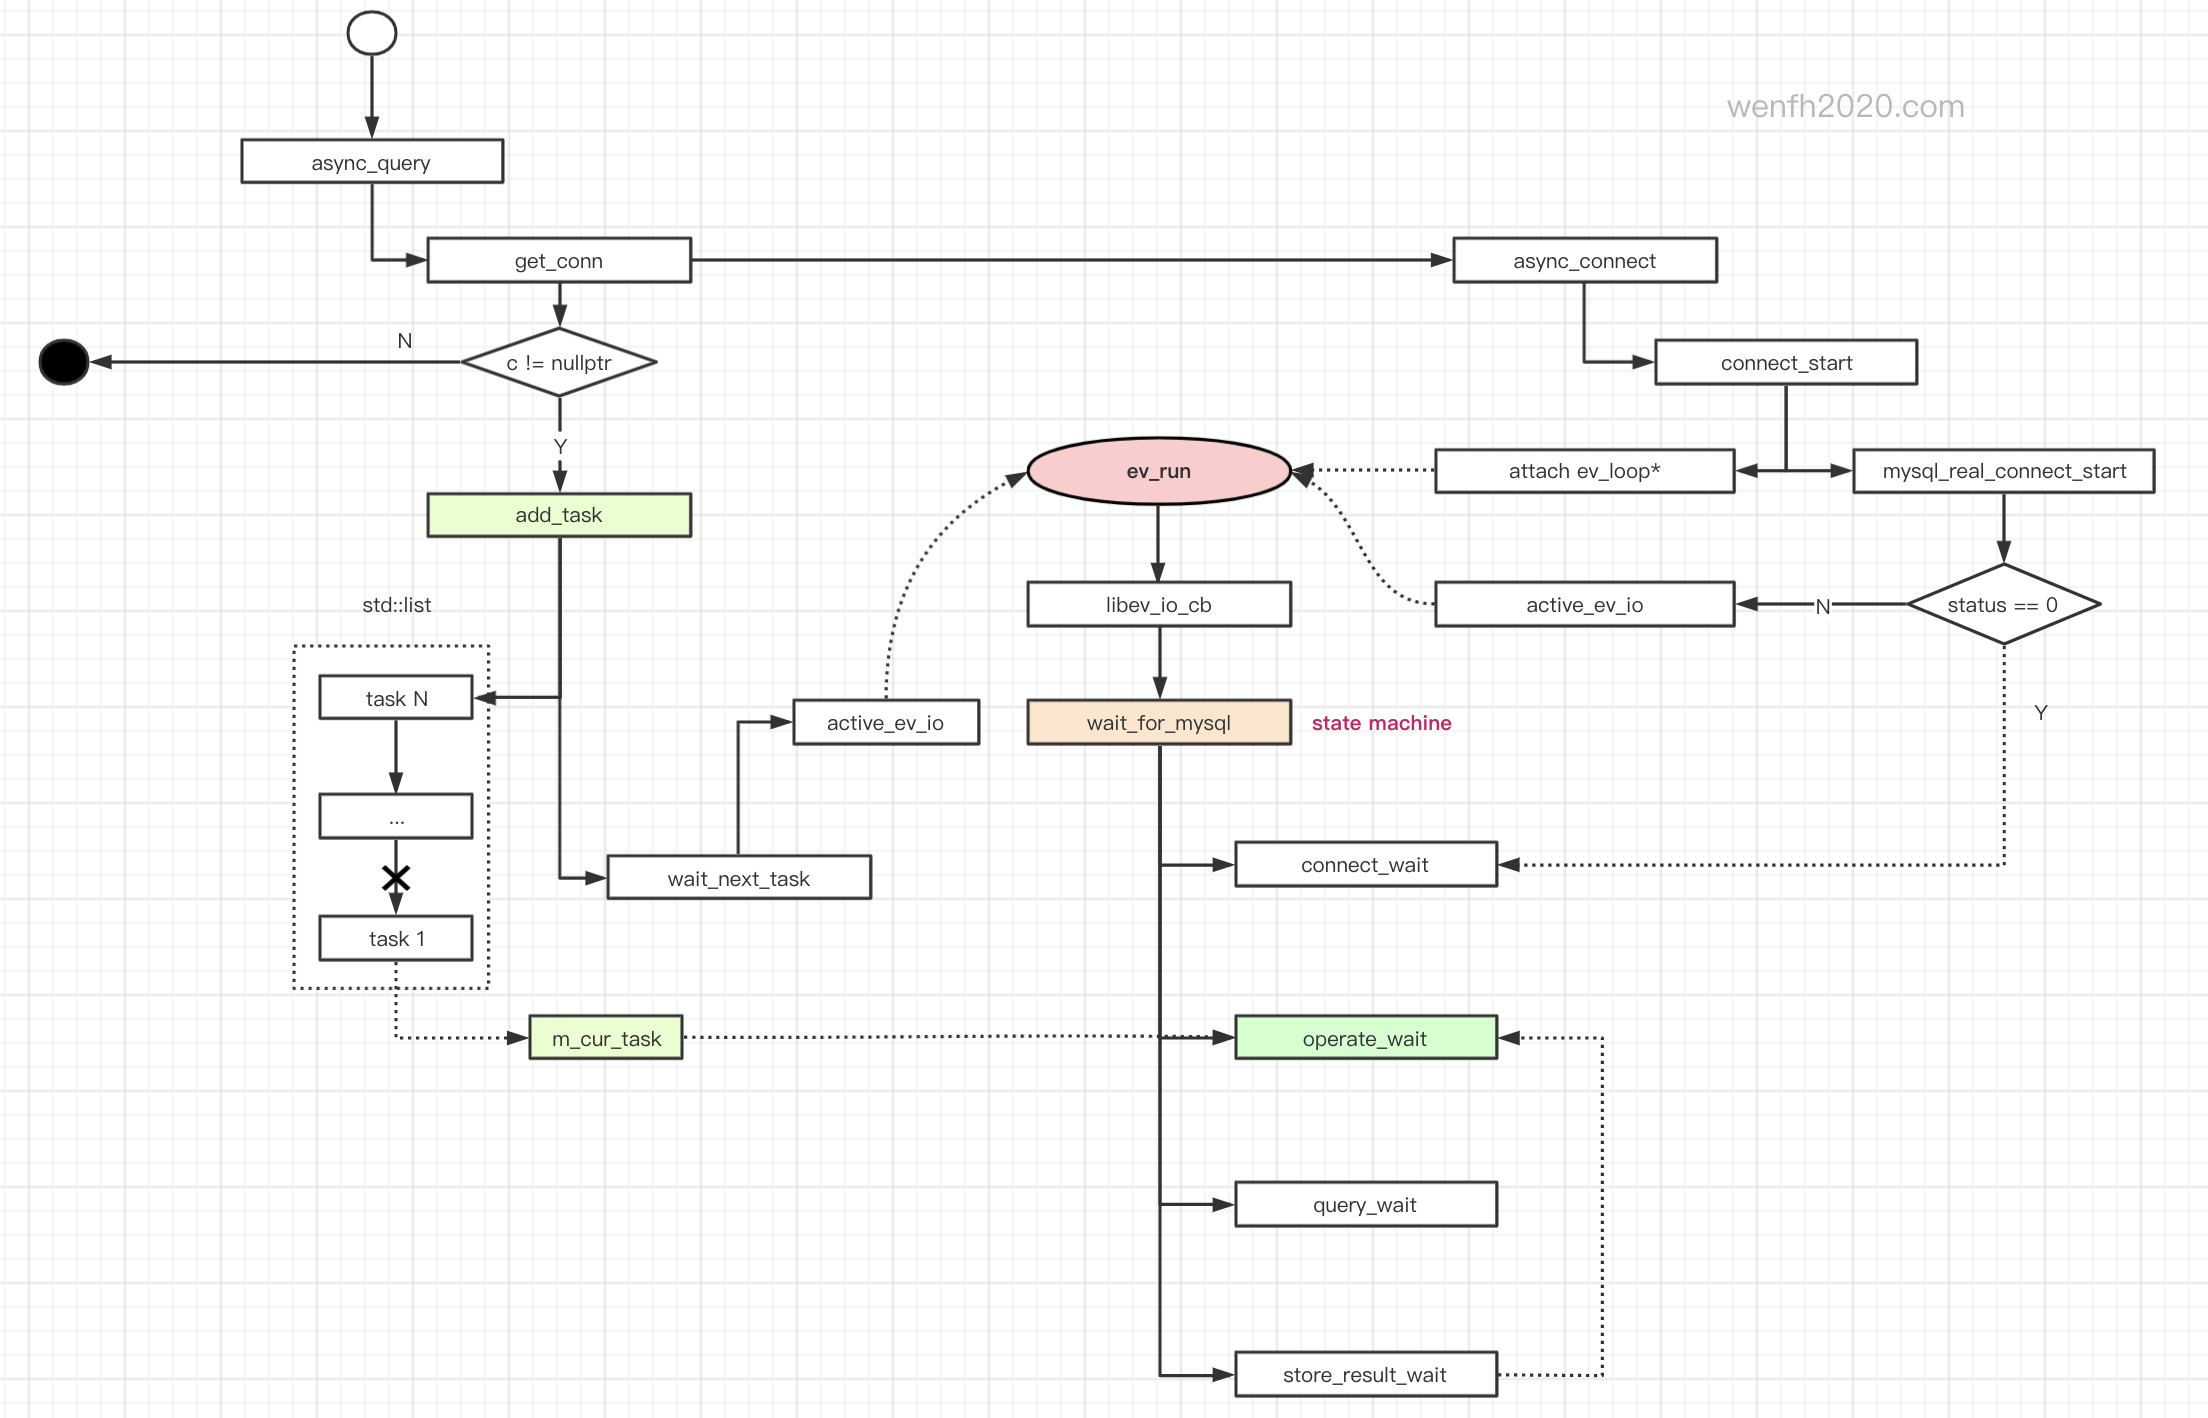 wenfh2020.com
async_query
get_conn
async_connect
N
c != nullptr
connect_start
Y
ev_run
attach ev_loop*
mysql_real_connect_start
add_task
std::list
libev_io_cb
active_ev_io
N
status == 0
task N
active_ev_io
wait_for_mysql
state machine
Y
...
connect_wait
wait_next_task
task 1
m_cur_task
operate_wait
query_wait
store_result_wait